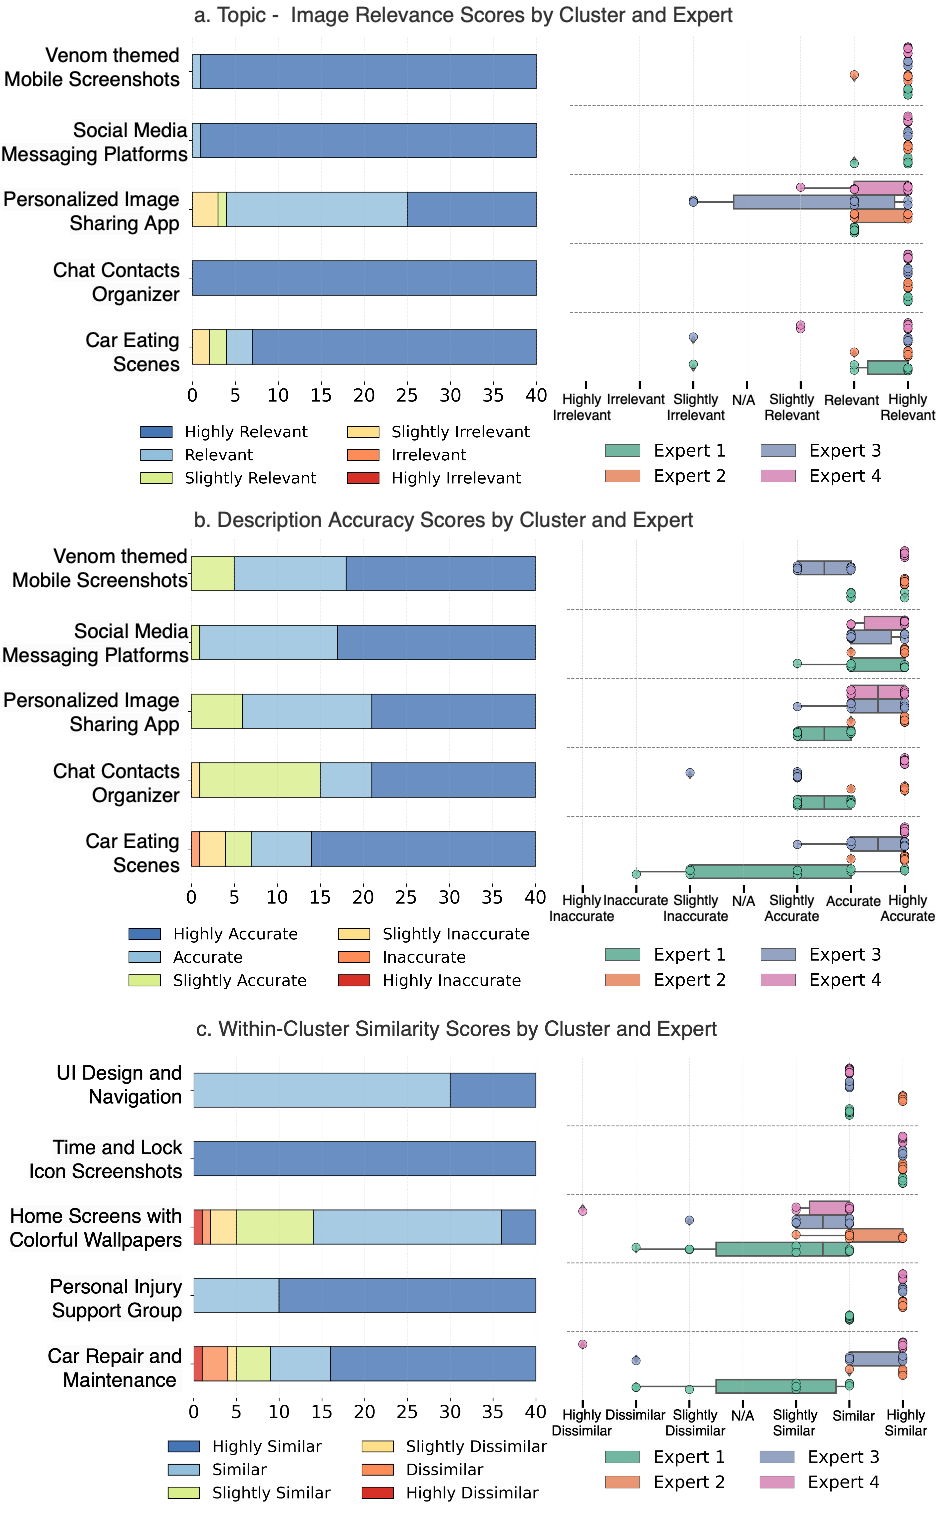 a. Topic - Image Relevance Scores by Cluster and Expert
Venom themed
Mobile Screenshots
Social Media
Messaging Platforms
Personalized Image
Sharing App
Chat Contacts
Organizer
Car Eating
Scenes
0 5 10 15 20 25 30 35 40
Highly Irrelevant Irrelevant Slightly Irrelevant N/A Slightly Relevant Relevant Highly Relevant
Highly Relevant
Relevant
Slightly Relevant
Slightly Irrelevant
Irrelevant
Highly Irrelevant
Expert 1
Expert 2
Expert 3
Expert 4
b. Description Accuracy Scores by Cluster and Expert
Venom themed
Mobile Screenshots
Social Media
Messaging Platforms
Personalized Image
Sharing App
Chat Contacts
Organizer
Car Eating
Scenes
0 5 10 15 20 25 30 35 40
Highly Inaccurate Inaccurate Slightly Inaccurate N/A Slightly Accurate Accurate Highly Accurate
Highly Accurate
Accurate
Slightly Accurate
Slightly Inaccurate
Inaccurate
Highly Inaccurate
Expert 1
Expert 2
Expert 3
Expert 4
c. Within-Cluster Similarity Scores by Cluster and Expert
UI Design and
Navigation
Time and Lock
Icon Screenshots
Home Screens with
Colorful Wallpapers
Personal Injury
Support Group
Car Repair and
Maintenance
0 5 10 15 20 25 30 35 40
Highly Dissimilar Dissimilar Slightly Dissimilar N/A Slightly Similar Similar Highly Similar
Highly Similar
Similar
Slightly Similar
Slightly Dissimilar
Dissimilar
Highly Dissimilar
Expert 1
Expert 2
Expert 3
Expert 4